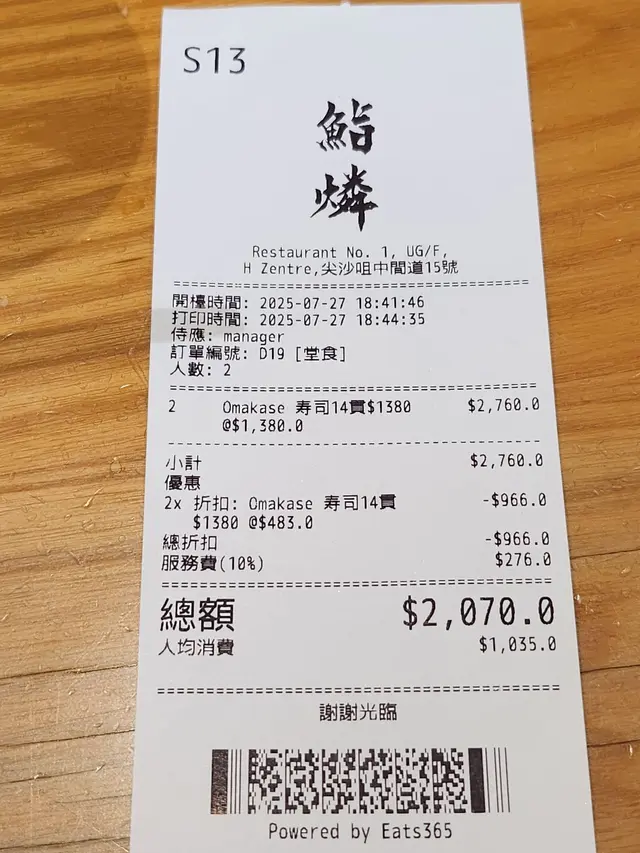 S13
鮨
燐
Restaurant No. 1, UG/F,
H Zentre,尖沙咀中間道15號
開檯時間: 2025-07-27 18:41:46
打印時間: 2025-07-27 18:44:35
侍應: manager
訂單編號: D19 [堂食]
人數: 2
2 Omakase 寿司14貫$1380 $2,760.0
@$1,380.0
小計 $2,760.0
優惠
2x 折扣: Omakase 寿司14貫 -$966.0
$1380 @$483.0
總折扣 -$966.0
服務費(10%) $276.0
總額 $2,070.0
人均消費 $1,035.0
謝謝光臨
Powered by Eats365